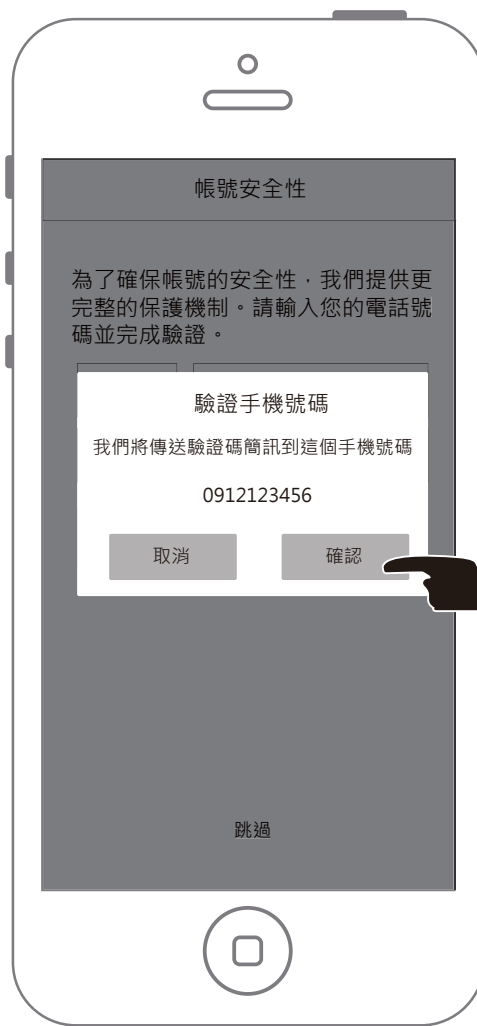 帳號安全性
為了確保帳號的安全性，我們提供更
完整的保護機制。請輸入您的電話號
碼並完成驗證。
驗證手機號碼
我們將傳送驗證碼簡訊到這個手機號碼
0912123456
取消 確認
跳過